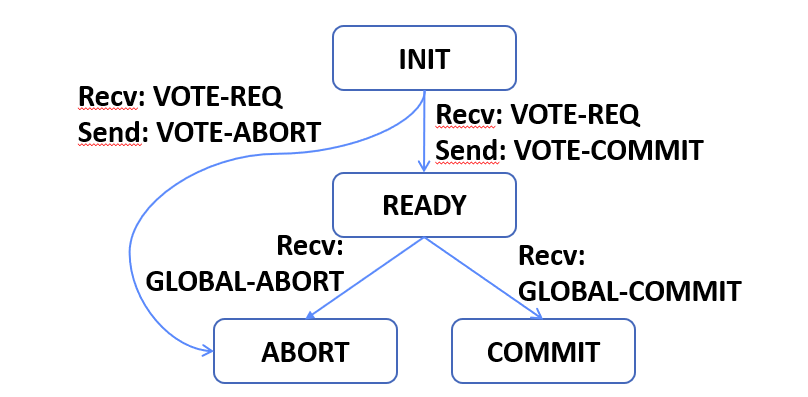 INIT
Recv: VOTE-REQ
Send: VOTE-ABORT
Recv: VOTE-REQ
Send: VOTE-COMMIT
READY
Recv:
GLOBAL-ABORT
Recv:
GLOBAL-COMMIT
ABORT
COMMIT